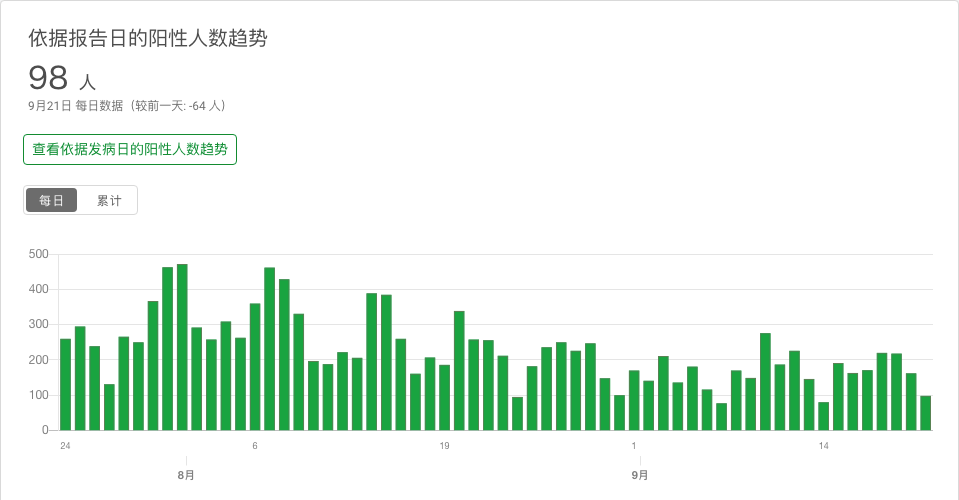 依据报告日的阳性人数趋势
98 人
9月21日 每日数据（较前一天: -64 人）
查看依据发病日的阳性人数趋势
每日 累计
500
400
300
200
100
0
24 6 19 1 14
8月 9月